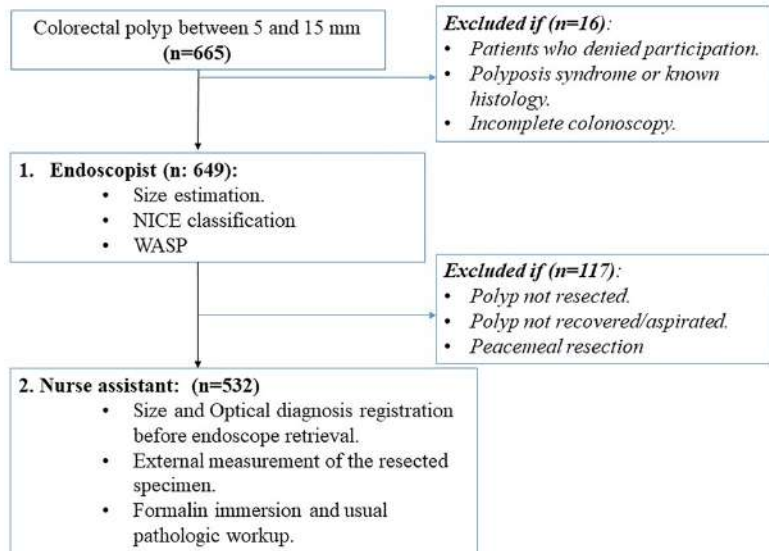 Colorectal polyp between 5 and 15 mm
(n=665)
Excluded if (n=16):
• Patients who denied participation.
• Polyposis syndrome or known
histology.
• Incomplete colonoscopy.
1. Endoscopist (n: 649):
• Size estimation.
• NICE classification
• WASP
Excluded if (n=117):
• Polyp not resected.
• Polyp not recovered/aspirated.
• Peacemeal resection
2. Nurse assistant: (n=532)
• Size and Optical diagnosis registration
before endoscope retrieval.
• External measurement of the resected
specimen.
• Formalin immersion and usual
pathologic workup.